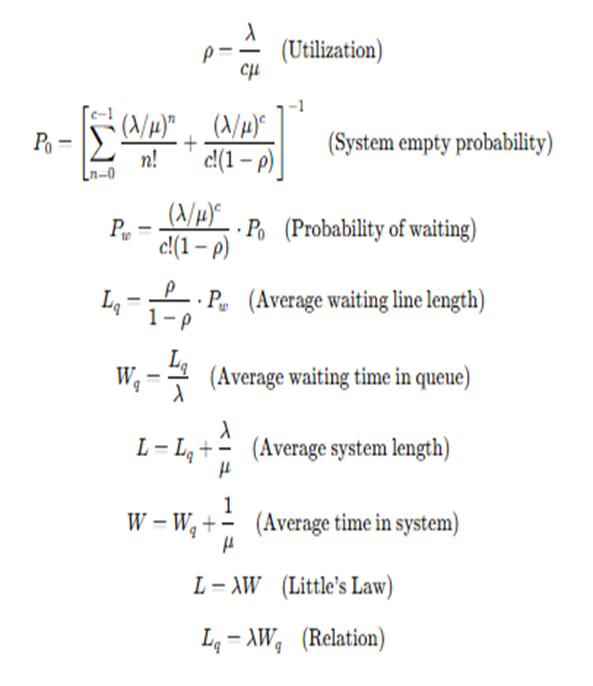 ρ = λ / cμ (Utilization)
P₀ = [ ∑_{n=0}^{c−1} (λ/μ)ⁿ / n! + (λ/μ)ᶜ / c!(1 − ρ) ]⁻¹ (System empty probability)
P_w = (λ/μ)ᶜ / c!(1 − ρ) · P₀ (Probability of waiting)
L_q = ρ / 1 − ρ · P_w (Average waiting line length)
W_q = L_q / λ (Average waiting time in queue)
L = L_q + λ / μ (Average system length)
W = W_q + 1 / μ (Average time in system)
L = λW (Little's Law)
L_q = λW_q (Relation)